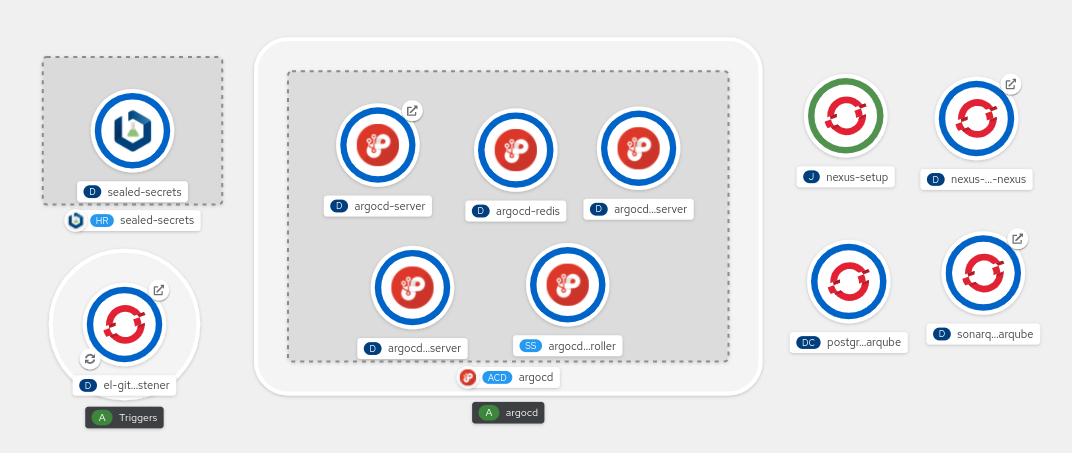 D sealed-secrets
HR sealed-secrets
D el-git...stener
A Triggers
D argocd-server
D argocd-redis
D argocd...server
D argocd...server
SS argocd...roller
ACD argocd
A argocd
J nexus-setup
D nexus-...-nexus
DC postgr...arqube
D sonarq...arqube